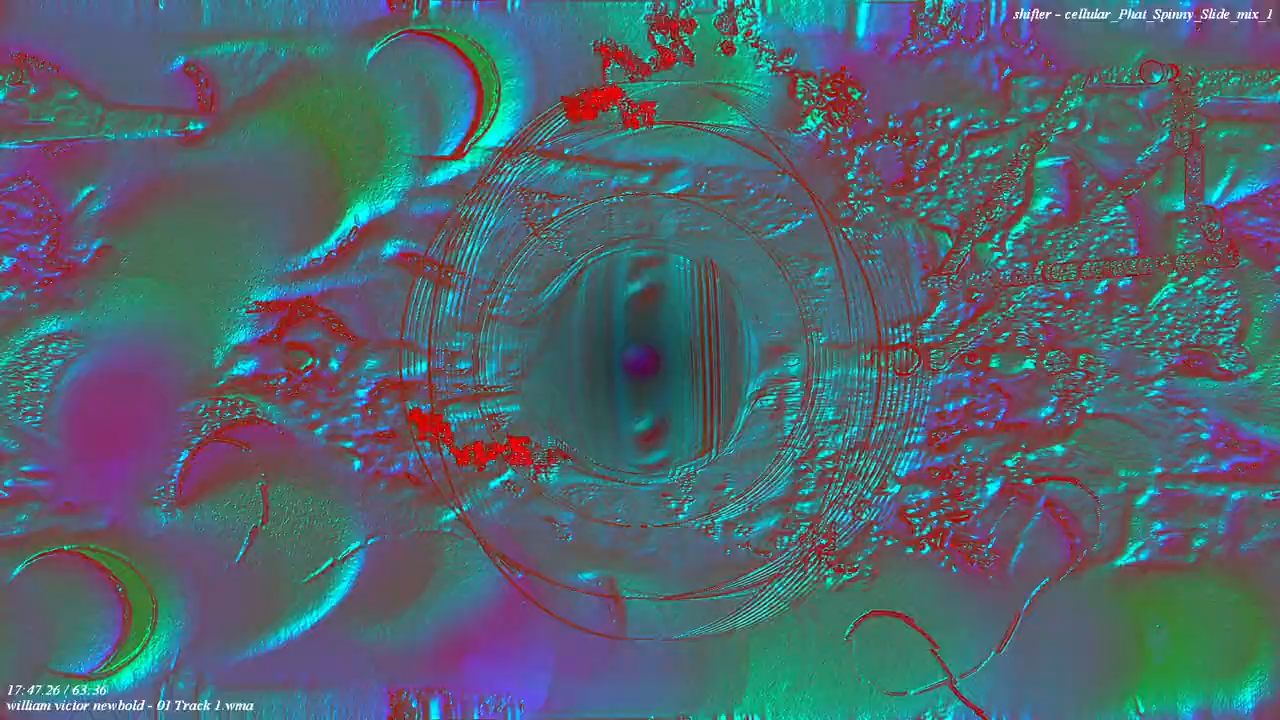 shifter - cellular_Phat_Spinny_Slide_mix_1
17:47.26 / 63:36
william victor newbold - 01 Track 1.wma